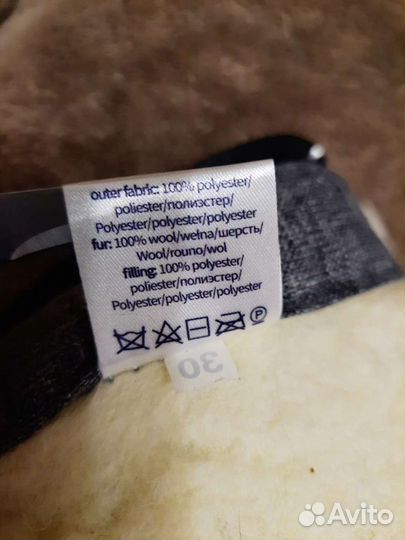 outer fabric: 100% polyester/
poliester/полиэстер/
Polyester/polyester/polyester
fur: 100% wool/wełna/шерсть/
Wool/rouno/wol
filling: 100% polyester/
poliester/полиэстер/
Polyester/polyester/polyester
P
30
Avito